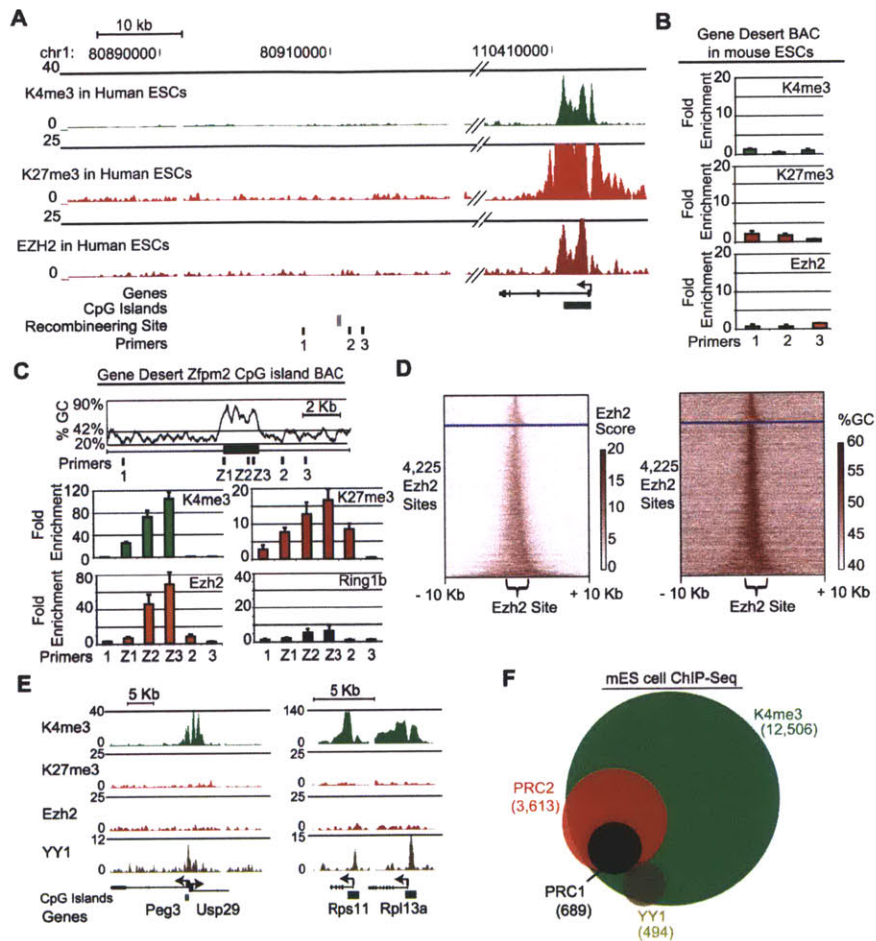 A
10 kb
chr1: 80890000 80910000 110410000
40
K4me3 in Human ESCs
0
25
K27me3 in Human ESCs
0
25
EZH2 in Human ESCs
0
Genes
CpG Islands
Recombineering Site
Primers
1 2 3
B
Gene Desert BAC
in mouse ESCs
Fold
Enrichment
20
0
K4me3
Fold
Enrichment
20
0
K27me3
Fold
Enrichment
20
0
Ezh2
Primers 1 2 3
C
Gene Desert Zfpm2 CpG island BAC
% GC
90%
42%
20%
2 Kb
Primers
1 Z1 Z2 Z3 2 3
Fold
Enrichment
120
80
40
0
K4me3
20
10
0
K27me3
Fold
Enrichment
80
40
0
Ezh2
40
20
0
Ring1b
Primers 1 Z1 Z2 Z3 2 3
1 Z1 Z2 Z3 2 3
D
4,225
Ezh2
Sites
Ezh2
Score
20
15
10
5
0
- 10 Kb
+ 10 Kb
Ezh2 Site
4,225
Ezh2
Sites
%GC
60
55
50
45
40
- 10 Kb
+ 10 Kb
Ezh2 Site
E
5 Kb
5 Kb
K4me3
40
0
140
0
K27me3
25
0
25
0
Ezh2
25
0
25
0
YY1
12
0
15
0
CpG Islands
Genes
Peg3 Usp29
Rps11 Rpl13a
F
mES cell ChIP-Seq
K4me3
(12,506)
PRC2
(3,613)
PRC1
(689)
YY1
(494)